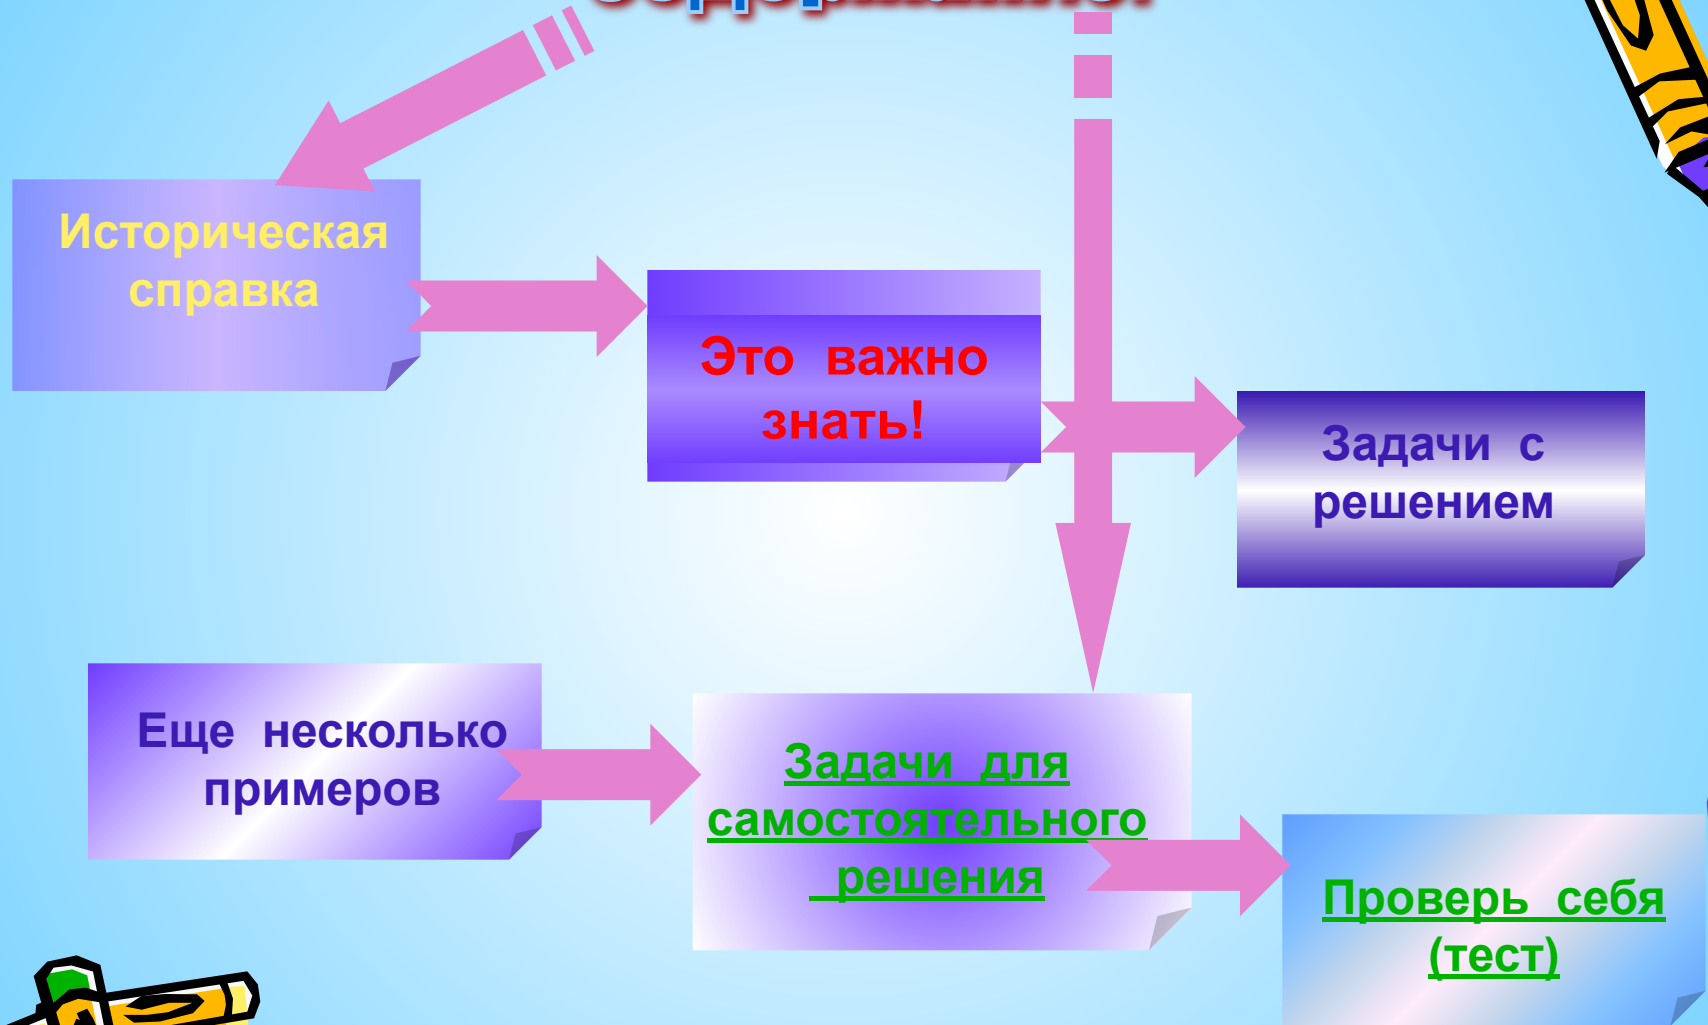 Историческая
справка
Это важно
знать!
Задачи с
решением
Еще несколько
примеров
Задачи для
самостоятельного
решения
Проверь себя
(тест)